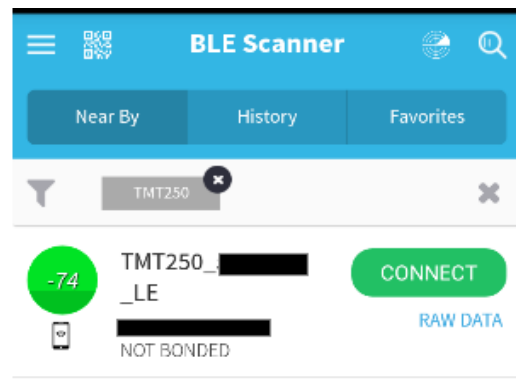 BLE Scanner
Near By History Favorites
TMT250
-74
TMT250_
_LE
CONNECT
RAW DATA
NOT BONDED